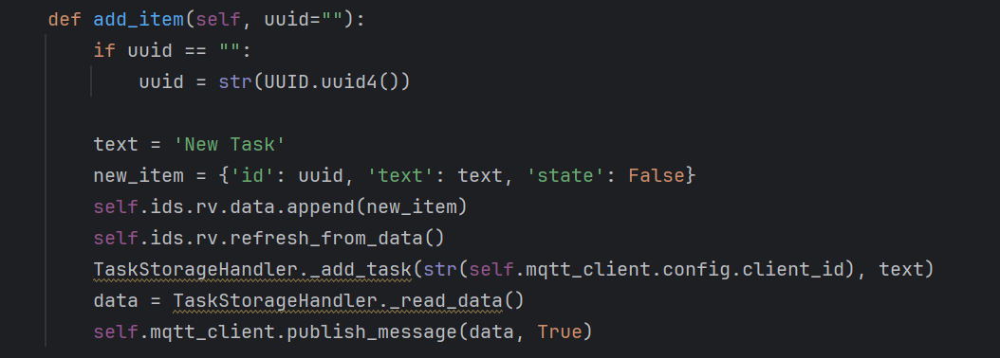 def add_item(self, uuid=""):
    if uuid == "":
        uuid = str(UUID.uuid4())

    text = 'New Task'
    new_item = {'id': uuid, 'text': text, 'state': False}
    self.ids.rv.data.append(new_item)
    self.ids.rv.refresh_from_data()
    TaskStorageHandler._add_task(str(self.mqtt_client.config.client_id), text)
    data = TaskStorageHandler._read_data()
    self.mqtt_client.publish_message(data, True)